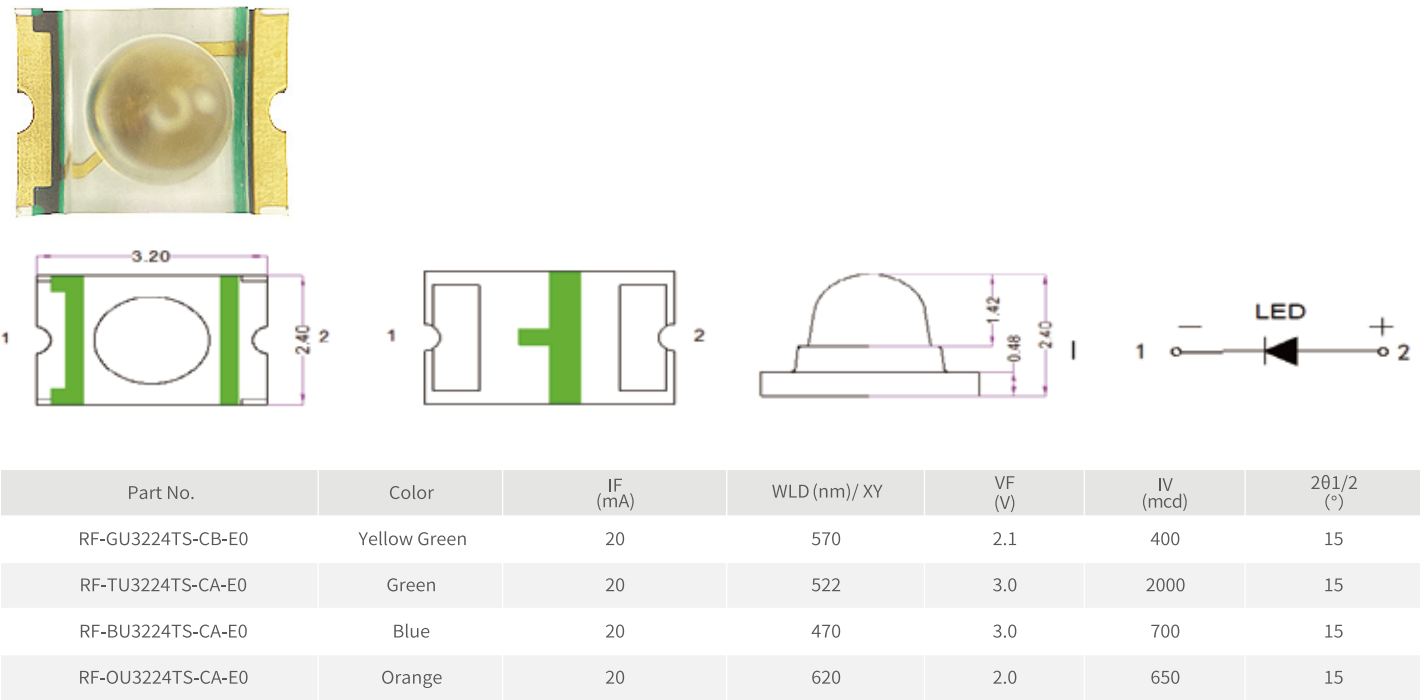 3.20
1
2.40
2
1
2
1.42
0.48
2.40
LED
1
−
+
2
Part No. Color IF (mA) WLD (nm)/ XY VF (V) IV (mcd) 2θ1/2 (°)
RF-GU3224TS-CB-E0 Yellow Green 20 570 2.1 400 15
RF-TU3224TS-CA-E0 Green 20 522 3.0 2000 15
RF-BU3224TS-CA-E0 Blue 20 470 3.0 700 15
RF-OU3224TS-CA-E0 Orange 20 620 2.0 650 15